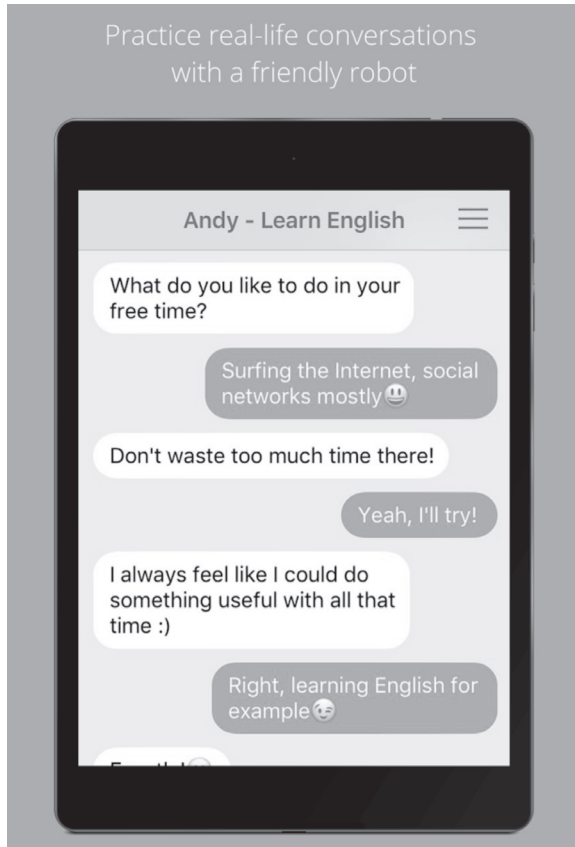 Practice real-life conversations
with a friendly robot
Andy - Learn English
What do you like to do in your
free time?
Surfing the Internet, social
networks mostly😃
Don't waste too much time there!
Yeah, I'll try!
I always feel like I could do
something useful with all that
time :)
Right, learning English for
example😉